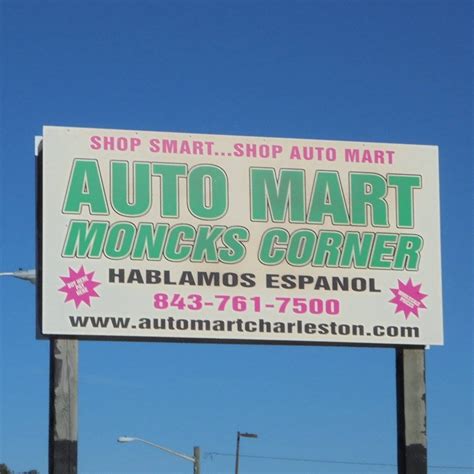 SHOP SMART...SHOP AUTO MART
AUTO MART
MONCKS CORNER
HABLAMOS ESPANOL
843-761-7500
www.automartcharleston.com